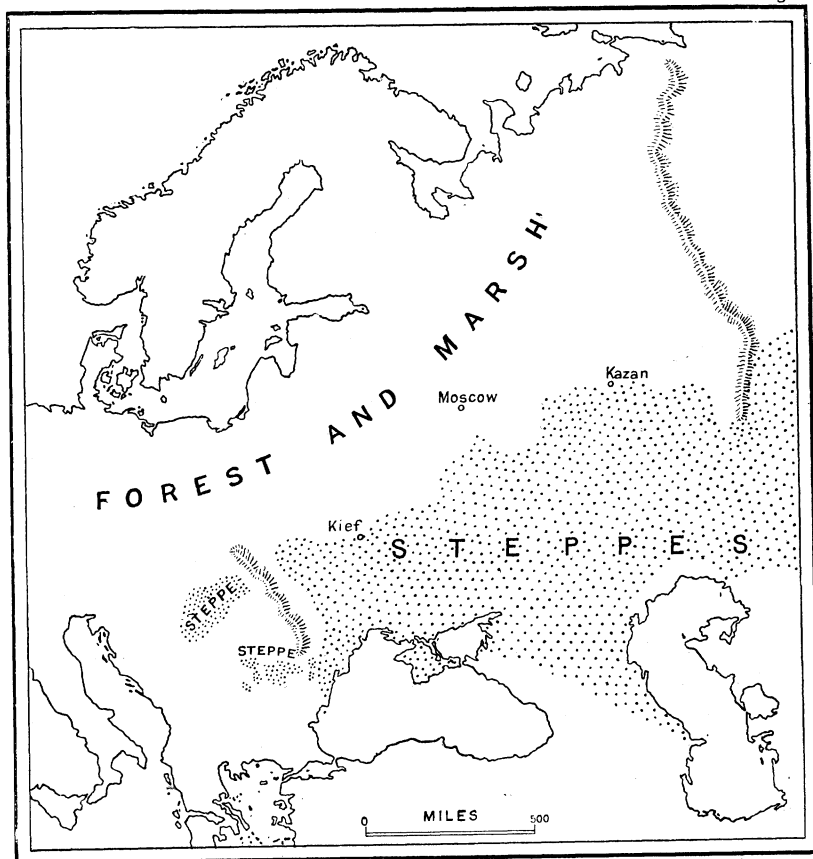 FOREST AND MARSH
Kazan
Moscow
Kief
STEPPES
STEPPE
STEPPE
MILES
0 500